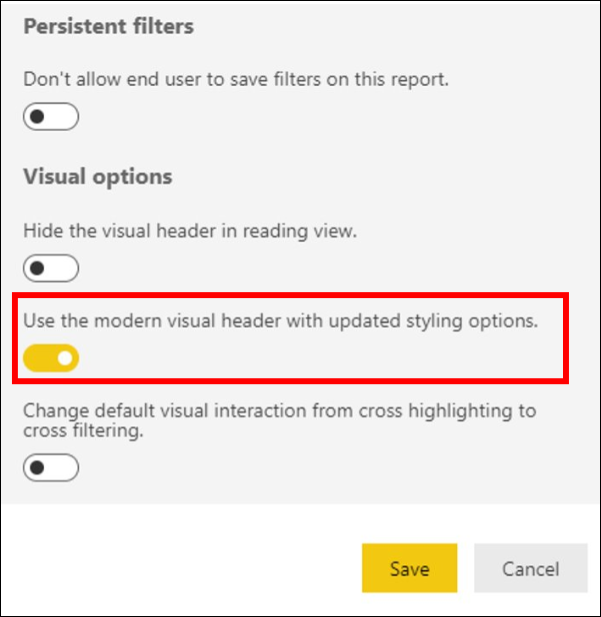 Persistent filters
Don't allow end user to save filters on this report.
Visual options
Hide the visual header in reading view.
Use the modern visual header with updated styling options.
Change default visual interaction from cross highlighting to
cross filtering.
Save
Cancel